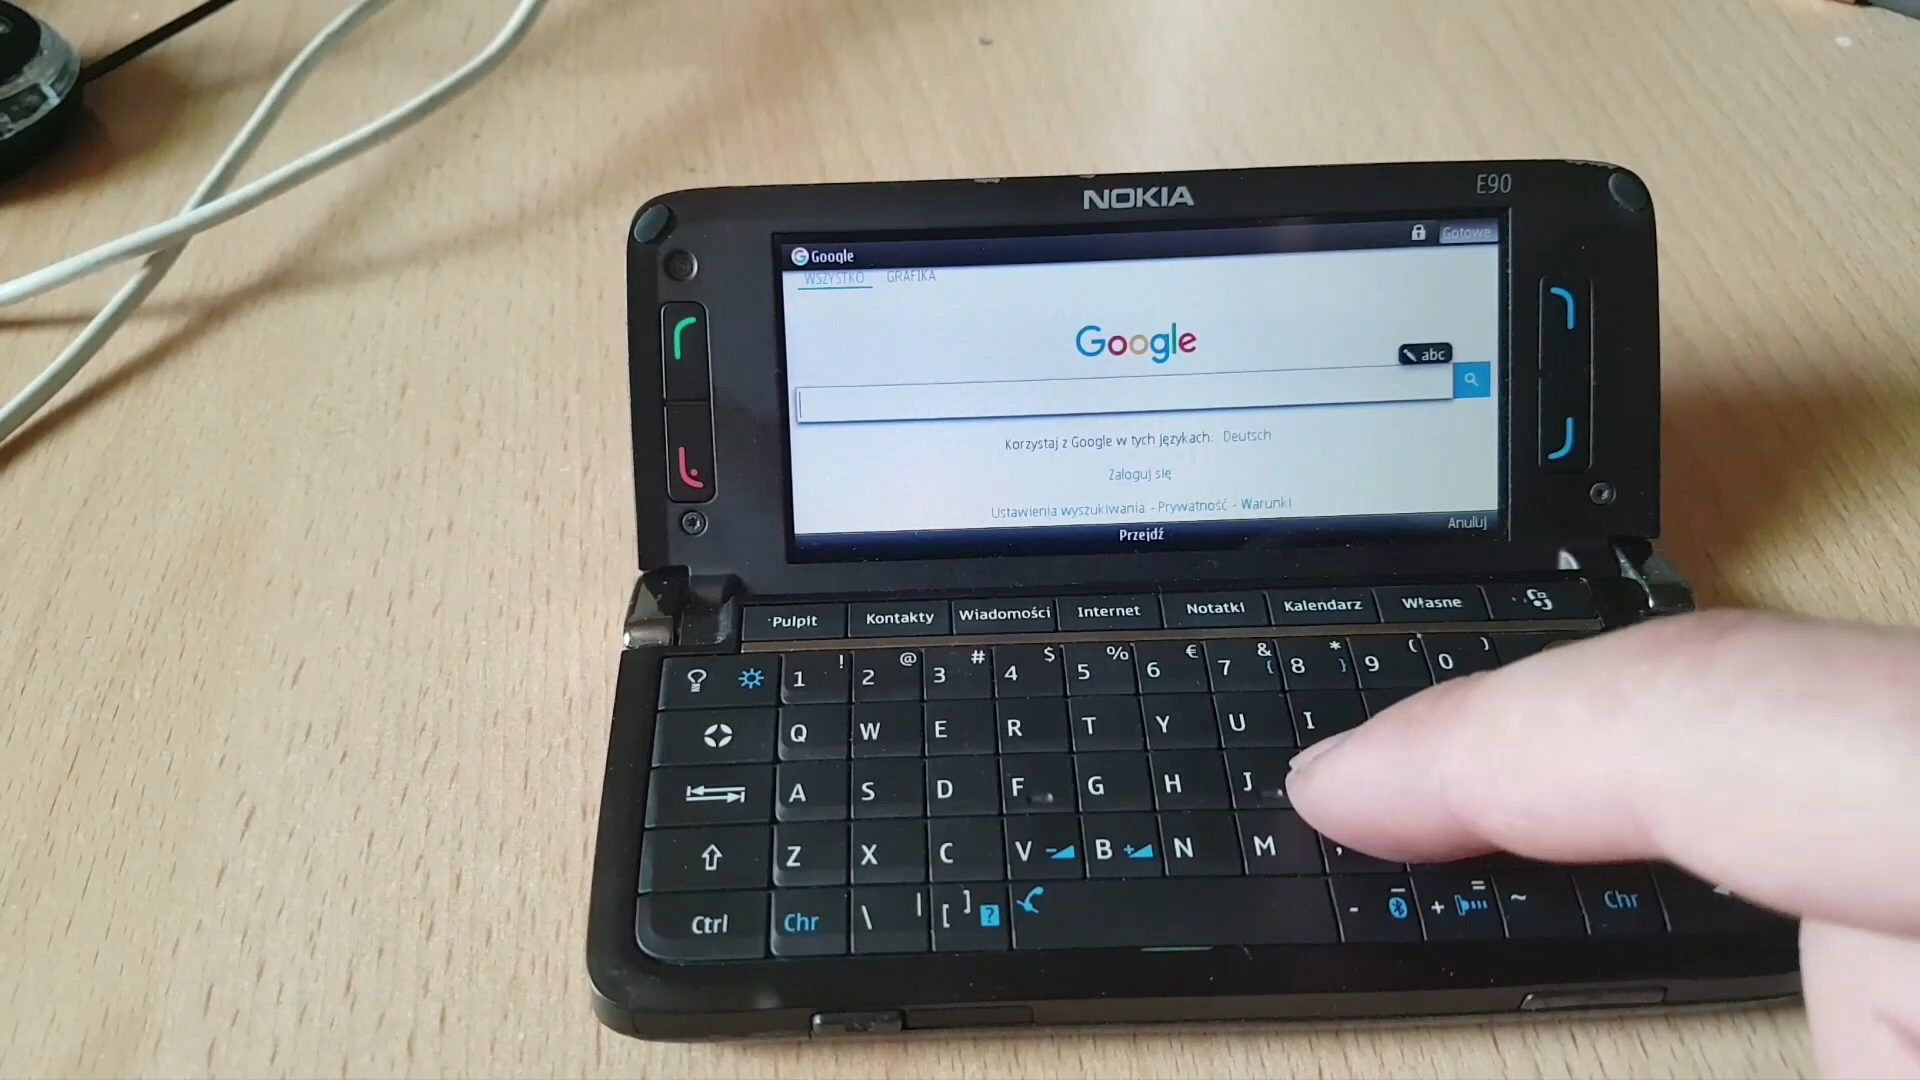 NOKIA
E90
Google
Gotowe
WSZYSTKO GRAFIKA
Google
abc
Korzystaj z Google w tych językach: Deutsch
Zaloguj się
Ustawienia wyszukiwania - Prywatność - Warunki
Przejdź
Anuluj
Pulpit Kontakty Wiadomości Internet Notatki Kalendarz Własne
1 ! 2 @ 3 # 4 $ 5 % 6 € 7 & { 8 * } 9 ( 0 )
Q W E R T Y U I
A S D F G H J
Z X C V B N M ,
Ctrl Chr \ | [ ] ? - + = ~ Chr